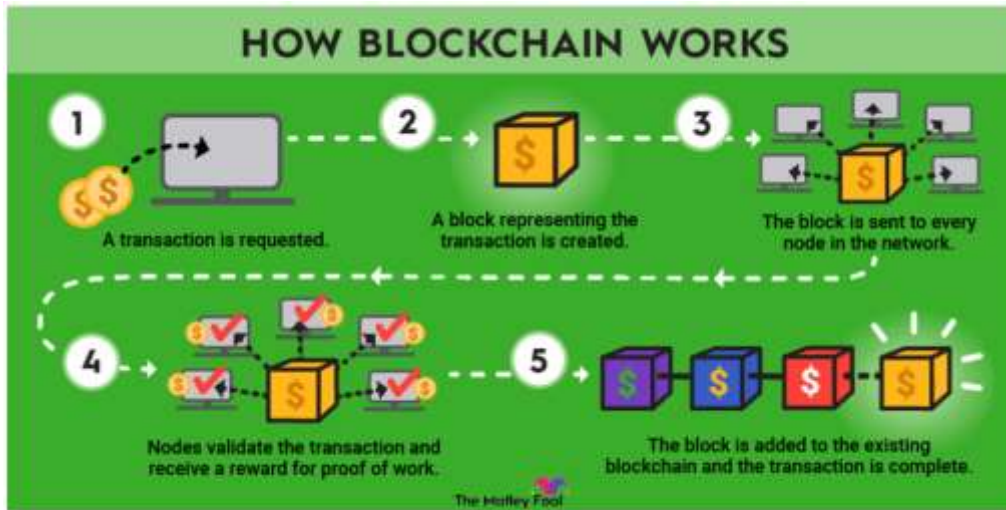 HOW BLOCKCHAIN WORKS
1
A transaction is requested.
2
A block representing the
transaction is created.
3
The block is sent to every
node in the network.
4
Nodes validate the transaction and
receive a reward for proof of work.
5
The block is added to the existing
blockchain and the transaction is complete.
$ $
$
$
$ $ $ $ $
$
$ $ $ $
The Motley Fool